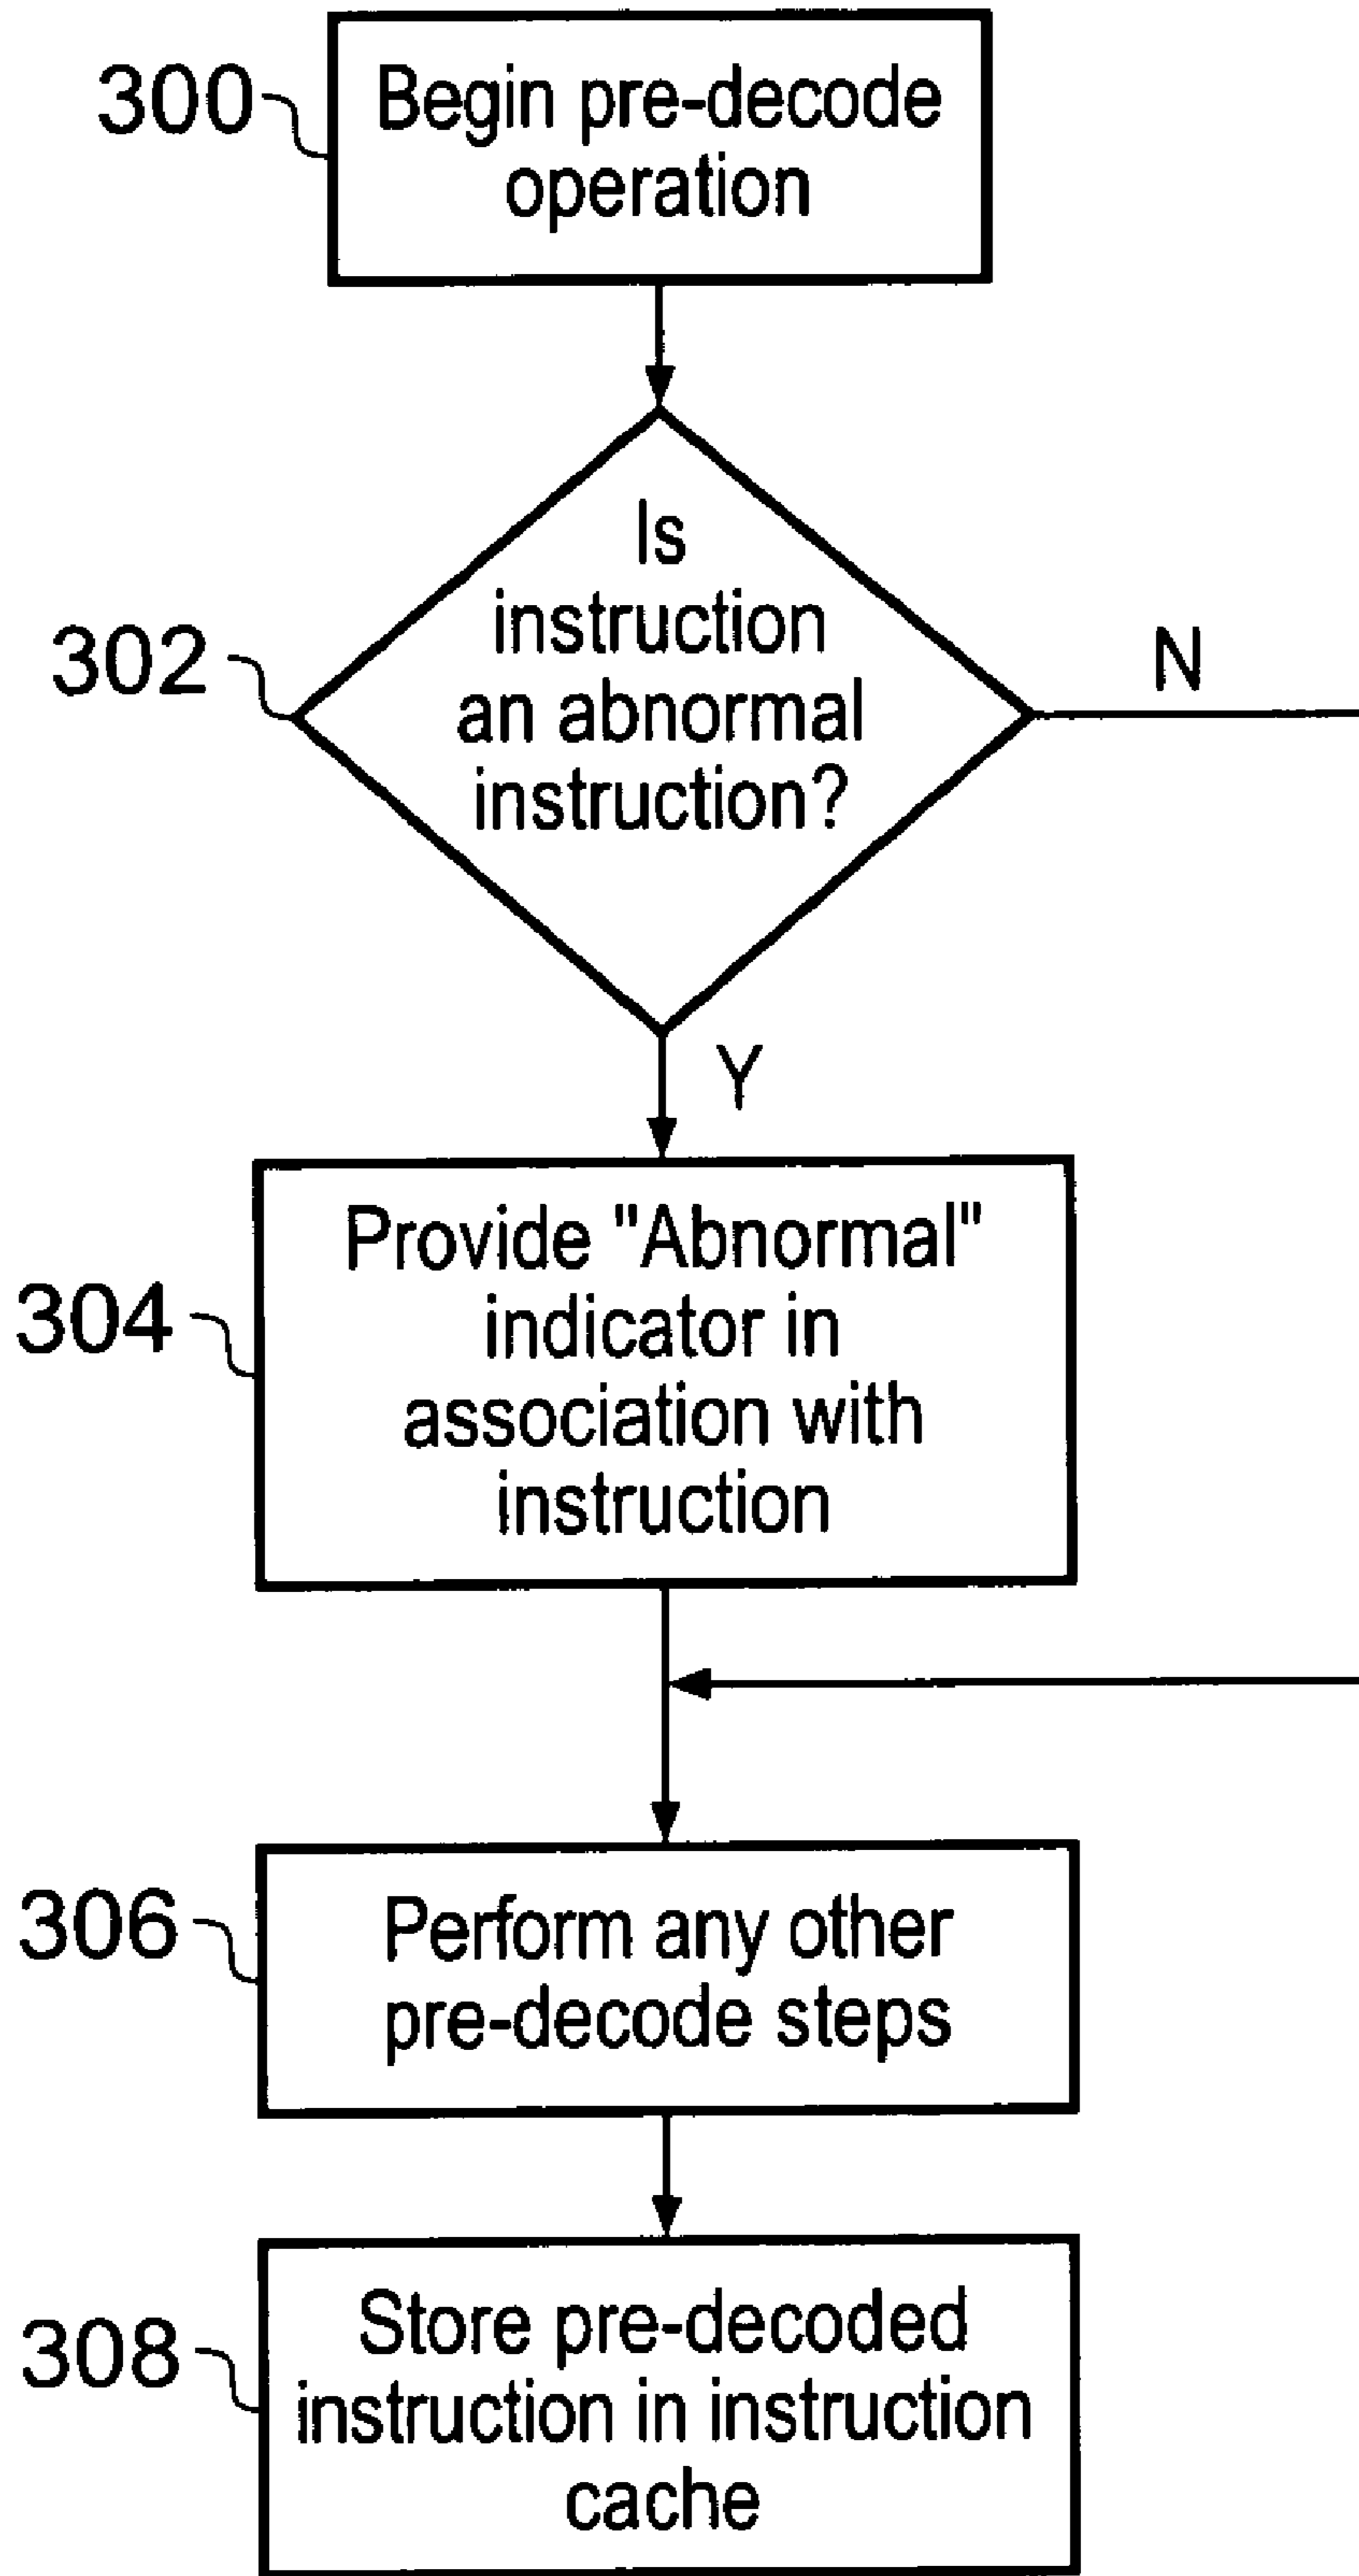 300
Begin pre-decode
operation
302
Is
instruction
an abnormal
instruction?
N
Y
304
Provide "Abnormal"
indicator in
association with
instruction
306
Perform any other
pre-decode steps
308
Store pre-decoded
instruction in instruction
cache